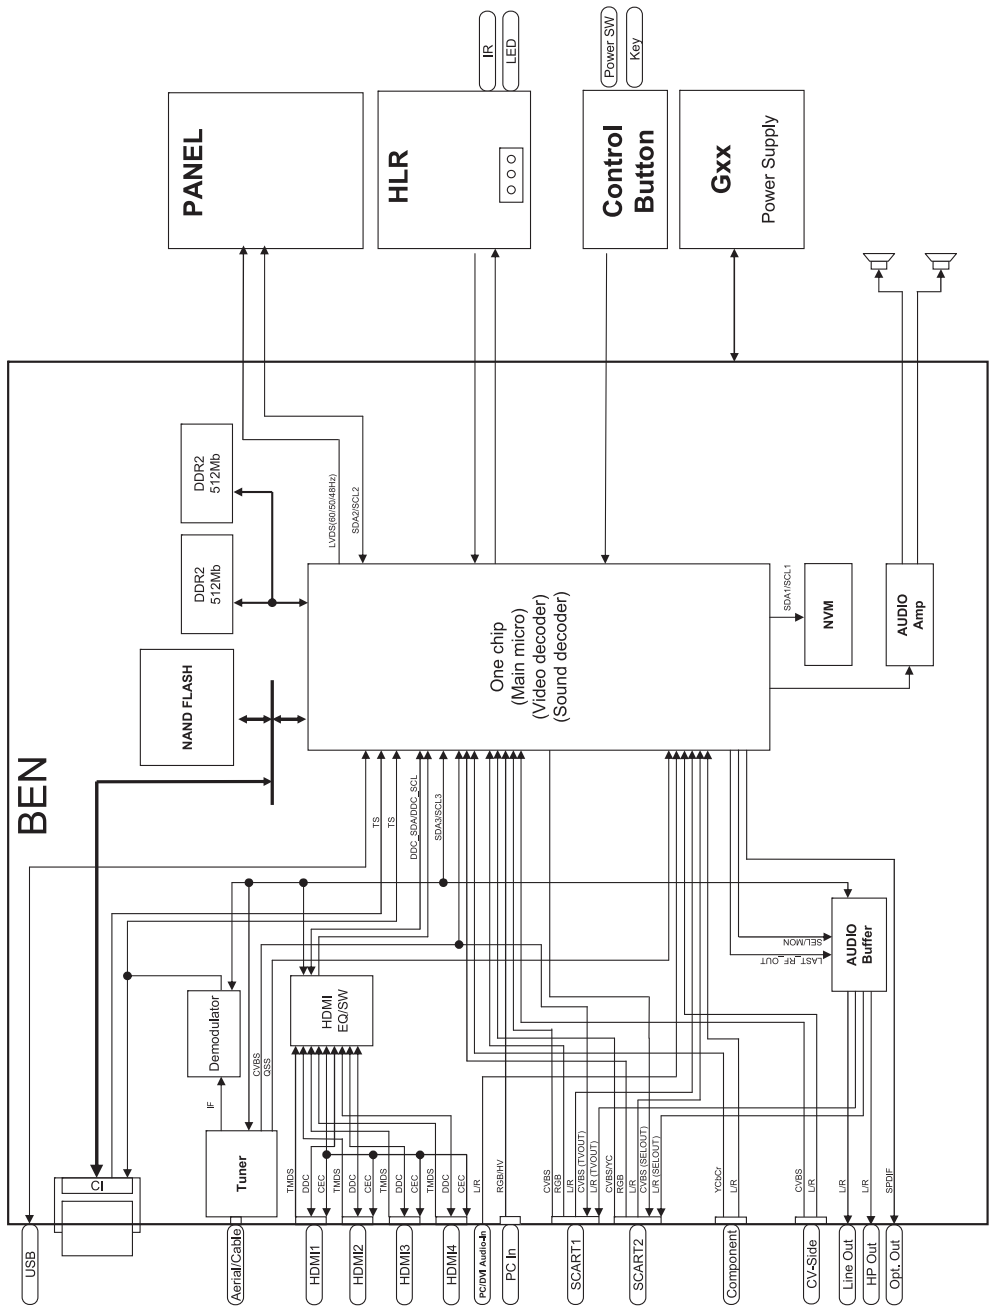 IR
LED
Power SW
Key
PANEL
HLR
Control
Button
Gxx
Power Supply
BEN
DDR2
512Mb
DDR2
512Mb
LVDS(60/50/48Hz)
SDA2/SCL2
NAND FLASH
One chip
(Main micro)
(Video decoder)
(Sound decoder)
SDA1/SCL1
NVM
AUDIO
Amp
TS
TS
DDC_SDA/DDC_SCL
SDA3/SCL3
SEL/MON
LAST_RF_OUT
AUDIO
Buffer
Demodulator
HDMI
EQ/SW
IF
CVBS
QSS
CI
Tuner
TMDS
DDC
CEC
TMDS
DDC
CEC
TMDS
DDC
CEC
TMDS
DDC
CEC
L/R
RGB/HV
CVBS
RGB
L/R
CVBS (TVOUT)
L/R (TVOUT)
CVBS/YC
RGB
L/R
CVBS (SELOUT)
L/R (SELOUT)
YCbCr
L/R
CVBS
L/R
L/R
L/R
SPDIF
USB
Aerial/Cable
HDMI1
HDMI2
HDMI3
HDMI4
PC/DVI Audio-In
PC In
SCART1
SCART2
Component
CV-Side
Line Out
HP Out
Opt. Out